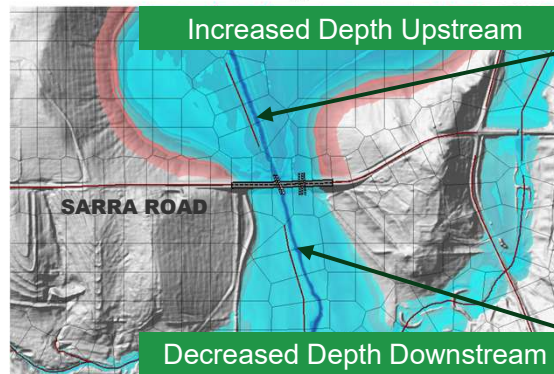 Increased Depth Upstream
SARRA ROAD
Decreased Depth Downstream